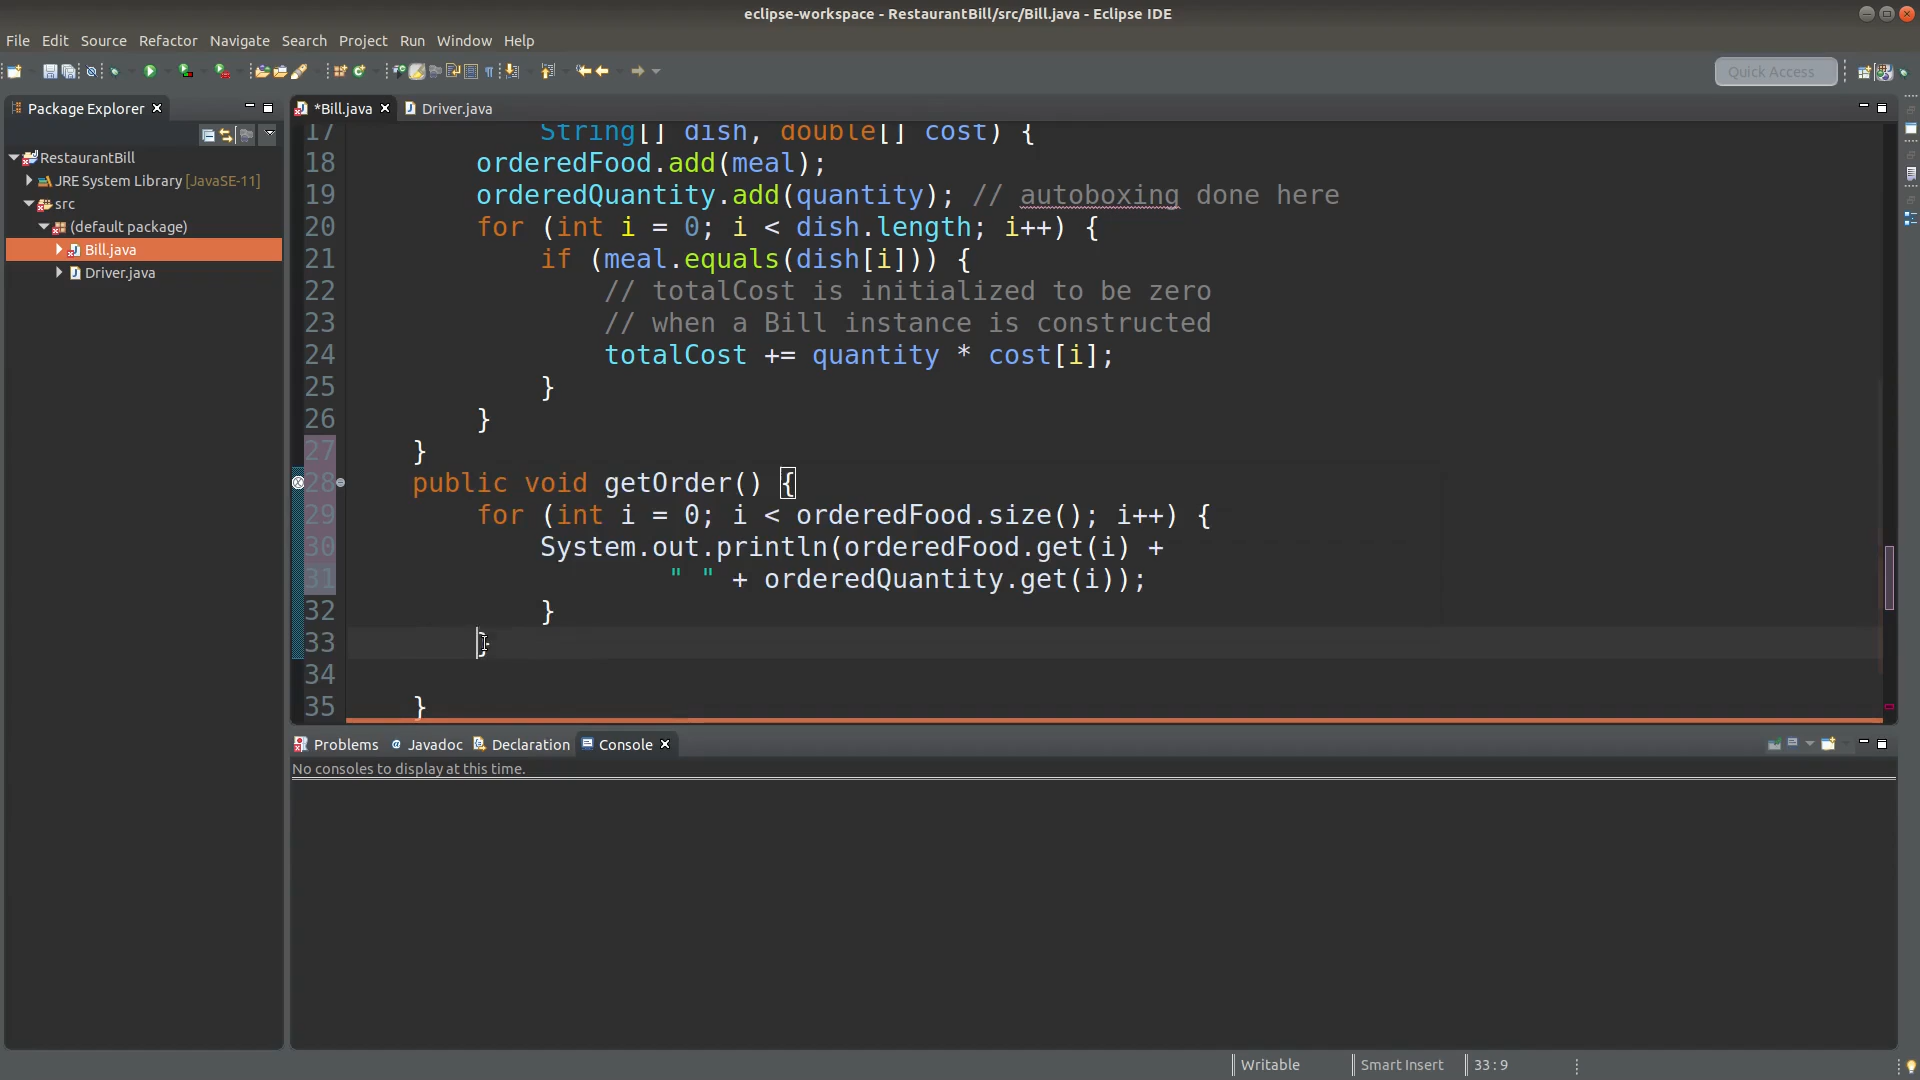 eclipse-workspace - RestaurantBill/src/Bill.java - Eclipse IDE
File Edit Source Refactor Navigate Search Project Run Window Help
Quick Access
Package Explorer
*Bill.java Driver.java
RestaurantBill
JRE System Library [JavaSE-11]
src
(default package)
Bill.java
Driver.java
17 String[] dish, double[] cost) {
18 orderedFood.add(meal);
19 orderedQuantity.add(quantity); // autoboxing done here
20 for (int i = 0; i < dish.length; i++) {
21 if (meal.equals(dish[i])) {
22 // totalCost is initialized to be zero
23 // when a Bill instance is constructed
24 totalCost += quantity * cost[i];
25 }
26 }
27 }
28 public void getOrder() {
29 for (int i = 0; i < orderedFood.size(); i++) {
30 System.out.println(orderedFood.get(i) +
31 " " + orderedQuantity.get(i));
32 }
33 }
34
35 }
Problems @ Javadoc Declaration Console
No consoles to display at this time.
Writable Smart Insert 33 : 9